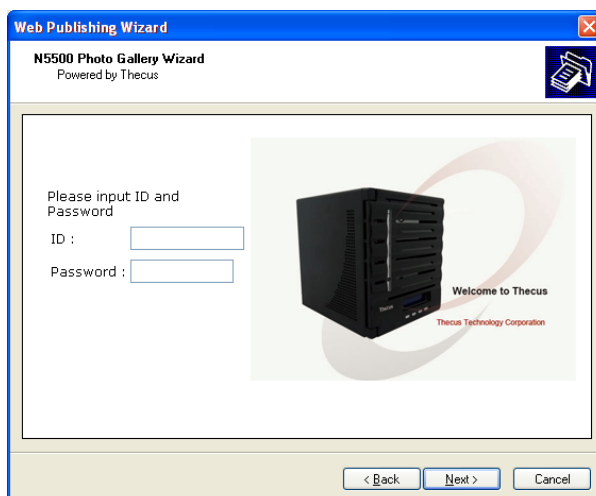 Web Publishing Wizard
N5500 Photo Gallery Wizard
Powered by Thecus
Please input ID and
Password
ID :
Password :
Welcome to Thecus
Thecus Technology Corporation
Thecus
< Back
Next >
Cancel